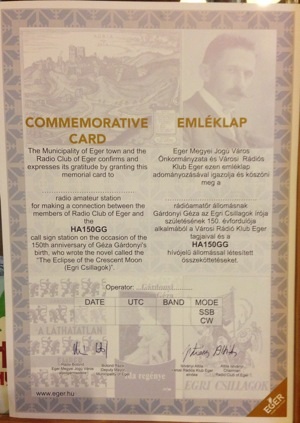 COMMEMORATIVE
CARD
The Municipality of Eger town and the
Radio Club of Eger confirms and
expresses its gratitude by granting this
memorial card to
radio amateur station
for making a connection between the
members of Radio Club of Eger and
the
HA150GG
call sign station on the occasion of the
150th anniversary of Géza Gárdonyi's
birth, who wrote the novel called the
"The Eclipse of the Crescent Moon
(Egri Csillagok)".
EMLÉKLAP
Eger Megyei Jogú Város
Önkormányzata és Városi Rádiós
Klub Eger ezen emléklap
adományozásával igazolja és köszöni
meg a
rádióamatőr állomásnak
Gárdonyi Géza az Egri Csillagok írója
születésének 150. évfordulója
alkalmából a Városi Rádió Klub Eger
tagjaival és a
HA150GG
hívójelű állomással létesített
összeköttetéseket.
Operator:
DATE UTC BAND MODE
SSB
CW
Gárdonyi
Géza
A LÁTHATATLAN
regénye
EGRI CSILLAGOK
www.eger.hu
EGER